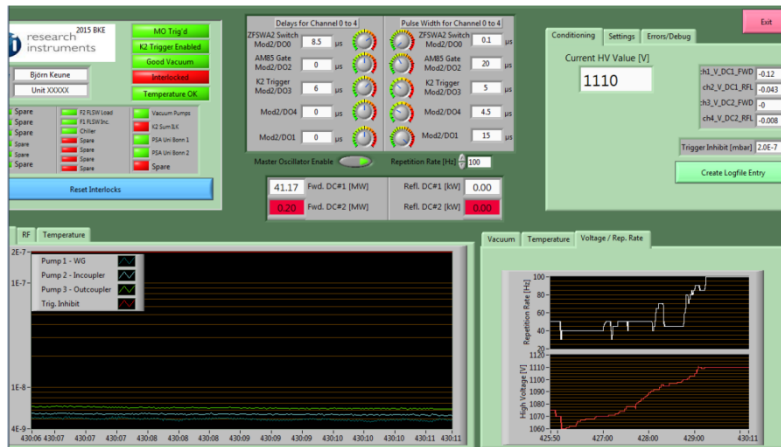 2015 BKE
research
instruments
Björn Keune
Unit XXXXX
MO Trig'd
K2 Trigger Enabled
Good Vacuum
Interlocked
Temperature OK
Spare
Spare
Spare
Spare
Spare
F2 FLSW Load
F1 FLSW Inc.
Chiller
Spare
Spare
Spare
Spare
Vacuum Pumps
K2 Sum ILK
PSA Uni Bonn 1
PSA Uni Bonn 2
Spare
Reset Interlocks
Delays for Channel 0 to 4
ZFSWA2 Switch
Mod2/DO0
8.5
µs
AMB5 Gate
Mod2/DO2
0
µs
K2 Trigger
Mod2/DO3
6
µs
Mod2/DO4
0
µs
Mod2/DO1
0
µs
Pulse Width for Channel 0 to 4
ZFSWA2 Switch
Mod2/DO0
0.1
µs
AMB5 Gate
Mod2/DO2
20
µs
K2 Trigger
Mod2/DO3
5
µs
Mod2/DO4
4.5
µs
Mod2/DO1
15
µs
Master Oscillator Enable
Repetition Rate [Hz]
100
41.17
Fwd. DC#1 [MW]
Refl. DC#1 [kW]
0.00
0.20
Fwd. DC#2 [MW]
Refl. DC#2 [kW]
0.00
Exit
Conditioning
Settings
Errors/Debug
Current HV Value [V]
1110
ch1_V_DC1_FWD
-0.12
ch2_V_DC1_RFL
-0.043
ch3_V_DC2_FWD
-0
ch4_V_DC2_RFL
-0.008
Trigger Inhibit [mbar]
2.0E-7
Create Logfile Entry
RF
Temperature
2E-7
1E-7
1E-8
4E-9
Pump 1 - WG
Pump 2 - Incoupler
Pump 3 - Outcoupler
Trig. Inhibit
430:06 430:07 430:07 430:08 430:08 430:09 430:09 430:10 430:10 430:11 430:11
Vacuum
Temperature
Voltage / Rep. Rate
Repetition Rate [Hz]
100
80
60
40
20
High Voltage [V]
1120
1110
1100
1090
1080
1070
1060
425:50
427:00
428:00
429:00
430:11